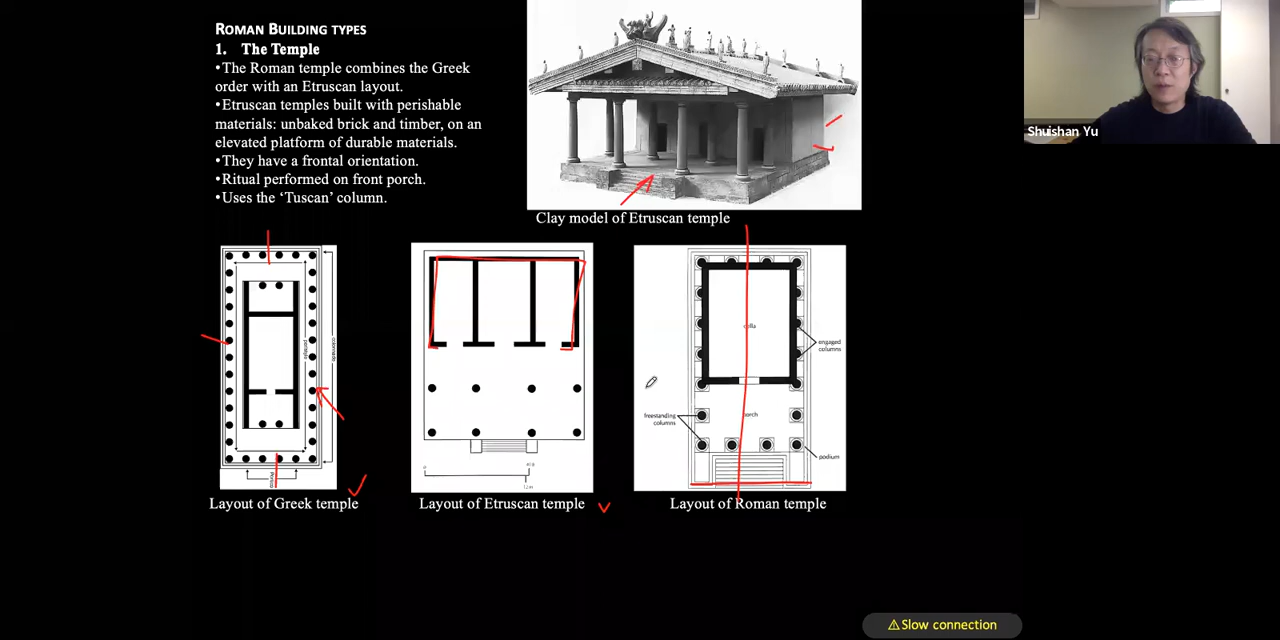 ROMAN BUILDING TYPES
1. The Temple
•The Roman temple combines the Greek
order with an Etruscan layout.
•Etruscan temples built with perishable
materials: unbaked brick and timber, on an
elevated platform of durable materials.
•They have a frontal orientation.
•Ritual performed on front porch.
•Uses the ‘Tuscan’ column.
Clay model of Etruscan temple
Shuishan Yu
peristyle
colonnade
Layout of Greek temple
12 m
Layout of Etruscan temple
engaged
columns
freestanding
columns
podium
Layout of Roman temple
⚠Slow connection